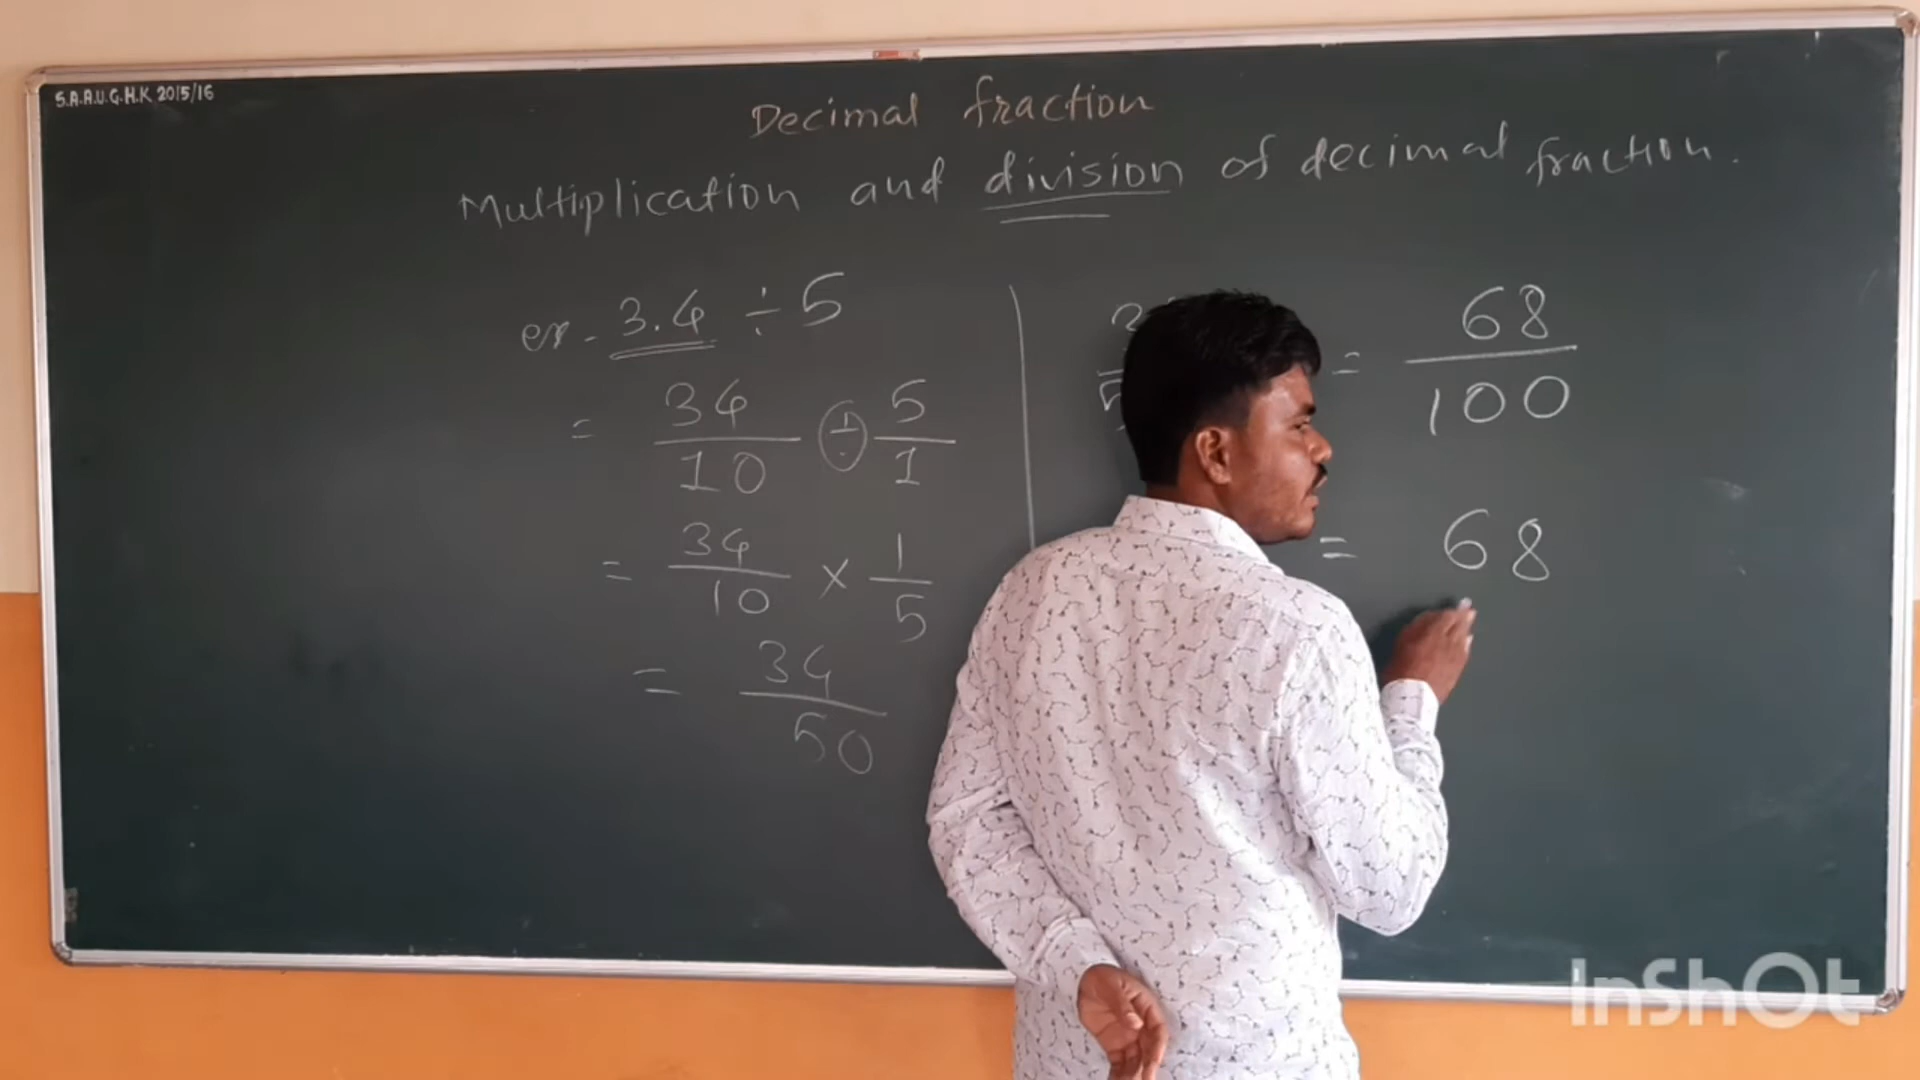 S.A.A.U.G.H.K 2015/16
Decimal fraction
Multiplication and division of decimal fraction.
ex- 3.4 ÷ 5
= 34/10 ÷ 5/1
= 34/10 × 1/5
= 34/50
= 68/100
= 68
InShOt